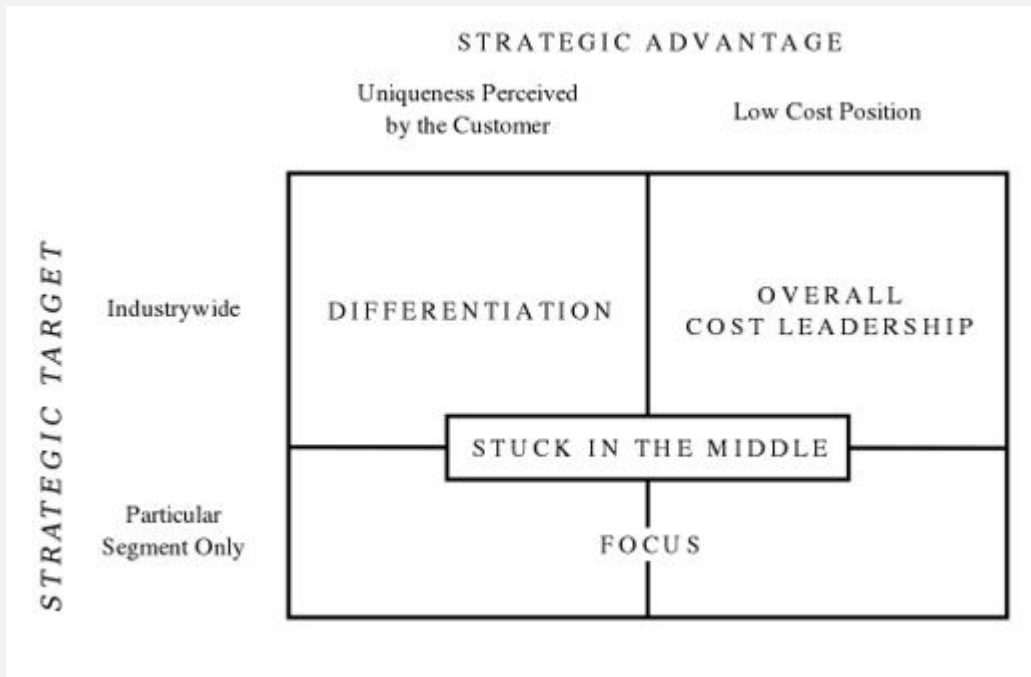 STRATEGIC ADVANTAGE
Uniqueness Perceived
by the Customer
Low Cost Position
STRATEGIC TARGET
Industrywide
DIFFERENTIATION
OVERALL
COST LEADERSHIP
STUCK IN THE MIDDLE
Particular
Segment Only
FOCUS